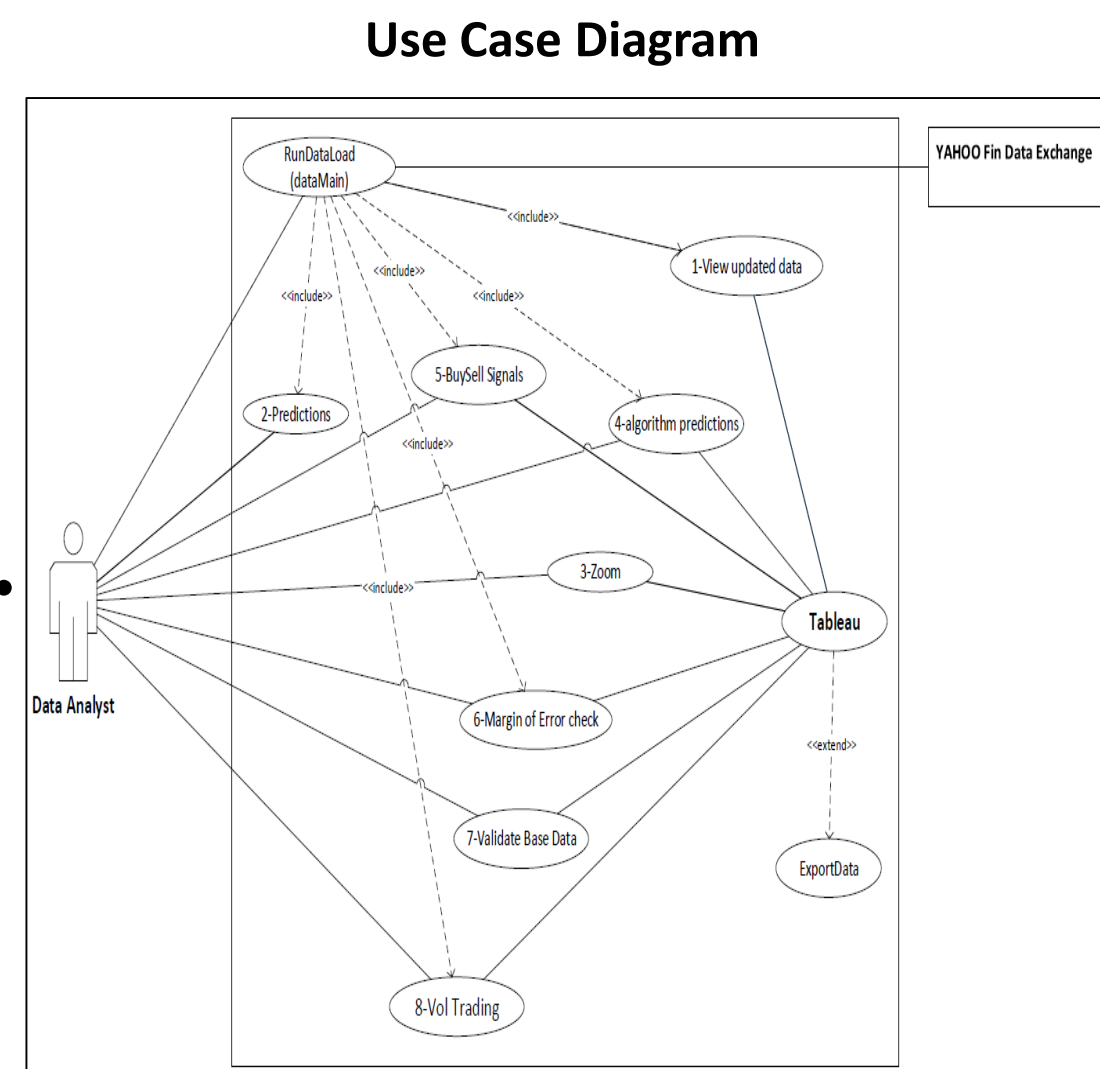 Use Case Diagram
RunDataLoad
(dataMain)
YAHOO Fin Data Exchange
<<include>>
1-View updated data
<<include>>
<<include>>
<<include>>
5-BuySell Signals
2-Predictions
4-algorithm predictions
<<include>>
3-Zoom
<<include>>
Tableau
Data Analyst
6-Margin of Error check
<<extend>>
7-Validate Base Data
ExportData
8-Vol Trading